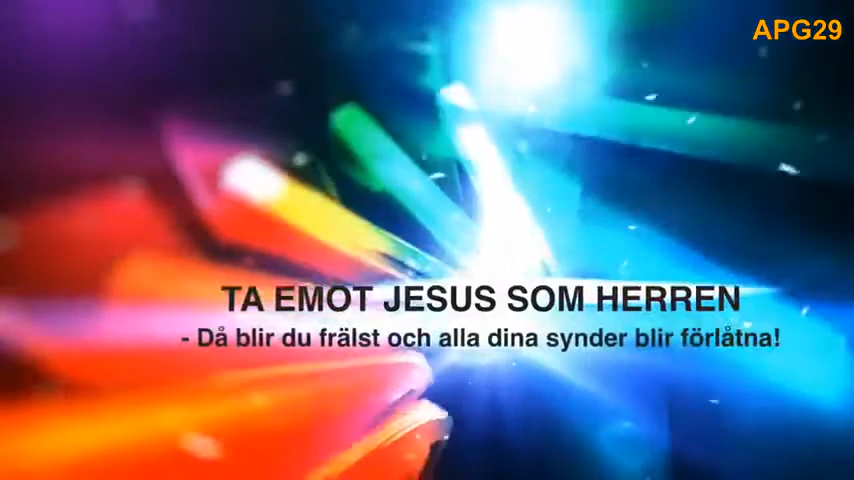 APG29
TA EMOT JESUS SOM HERREN
- Då blir du frälst och alla dina synder blir förlåtna!